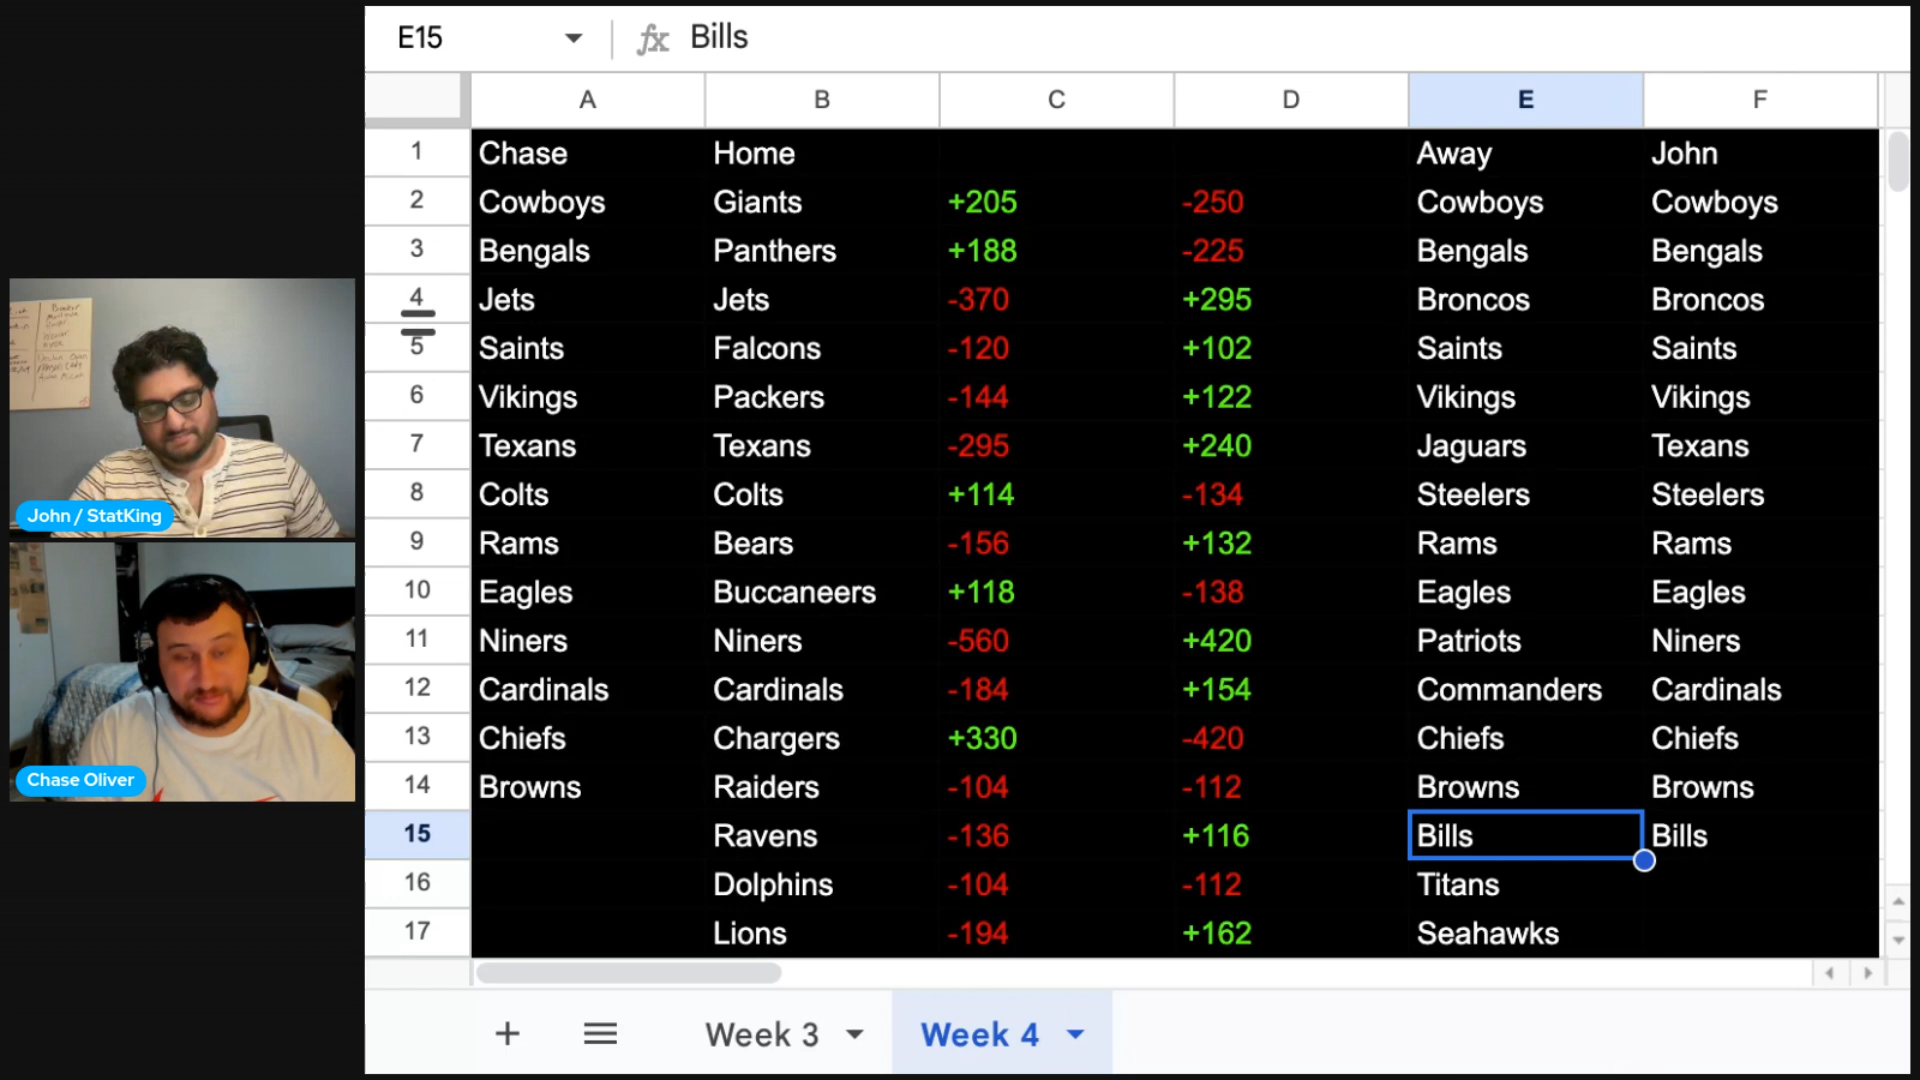 E15 fx Bills
A B C D E F
1 Chase Home Away John
2 Cowboys Giants +205 -250 Cowboys Cowboys
3 Bengals Panthers +188 -225 Bengals Bengals
4 Jets Jets -370 +295 Broncos Broncos
5 Saints Falcons -120 +102 Saints Saints
6 Vikings Packers -144 +122 Vikings Vikings
7 Texans Texans -295 +240 Jaguars Texans
8 Colts Colts +114 -134 Steelers Steelers
9 Rams Bears -156 +132 Rams Rams
10 Eagles Buccaneers +118 -138 Eagles Eagles
11 Niners Niners -560 +420 Patriots Niners
12 Cardinals Cardinals -184 +154 Commanders Cardinals
13 Chiefs Chargers +330 -420 Chiefs Chiefs
14 Browns Raiders -104 -112 Browns Browns
15 Ravens -136 +116 Bills Bills
16 Dolphins -104 -112 Titans
17 Lions -194 +162 Seahawks
+ Week 3 Week 4
John / StatKing
Chase Oliver